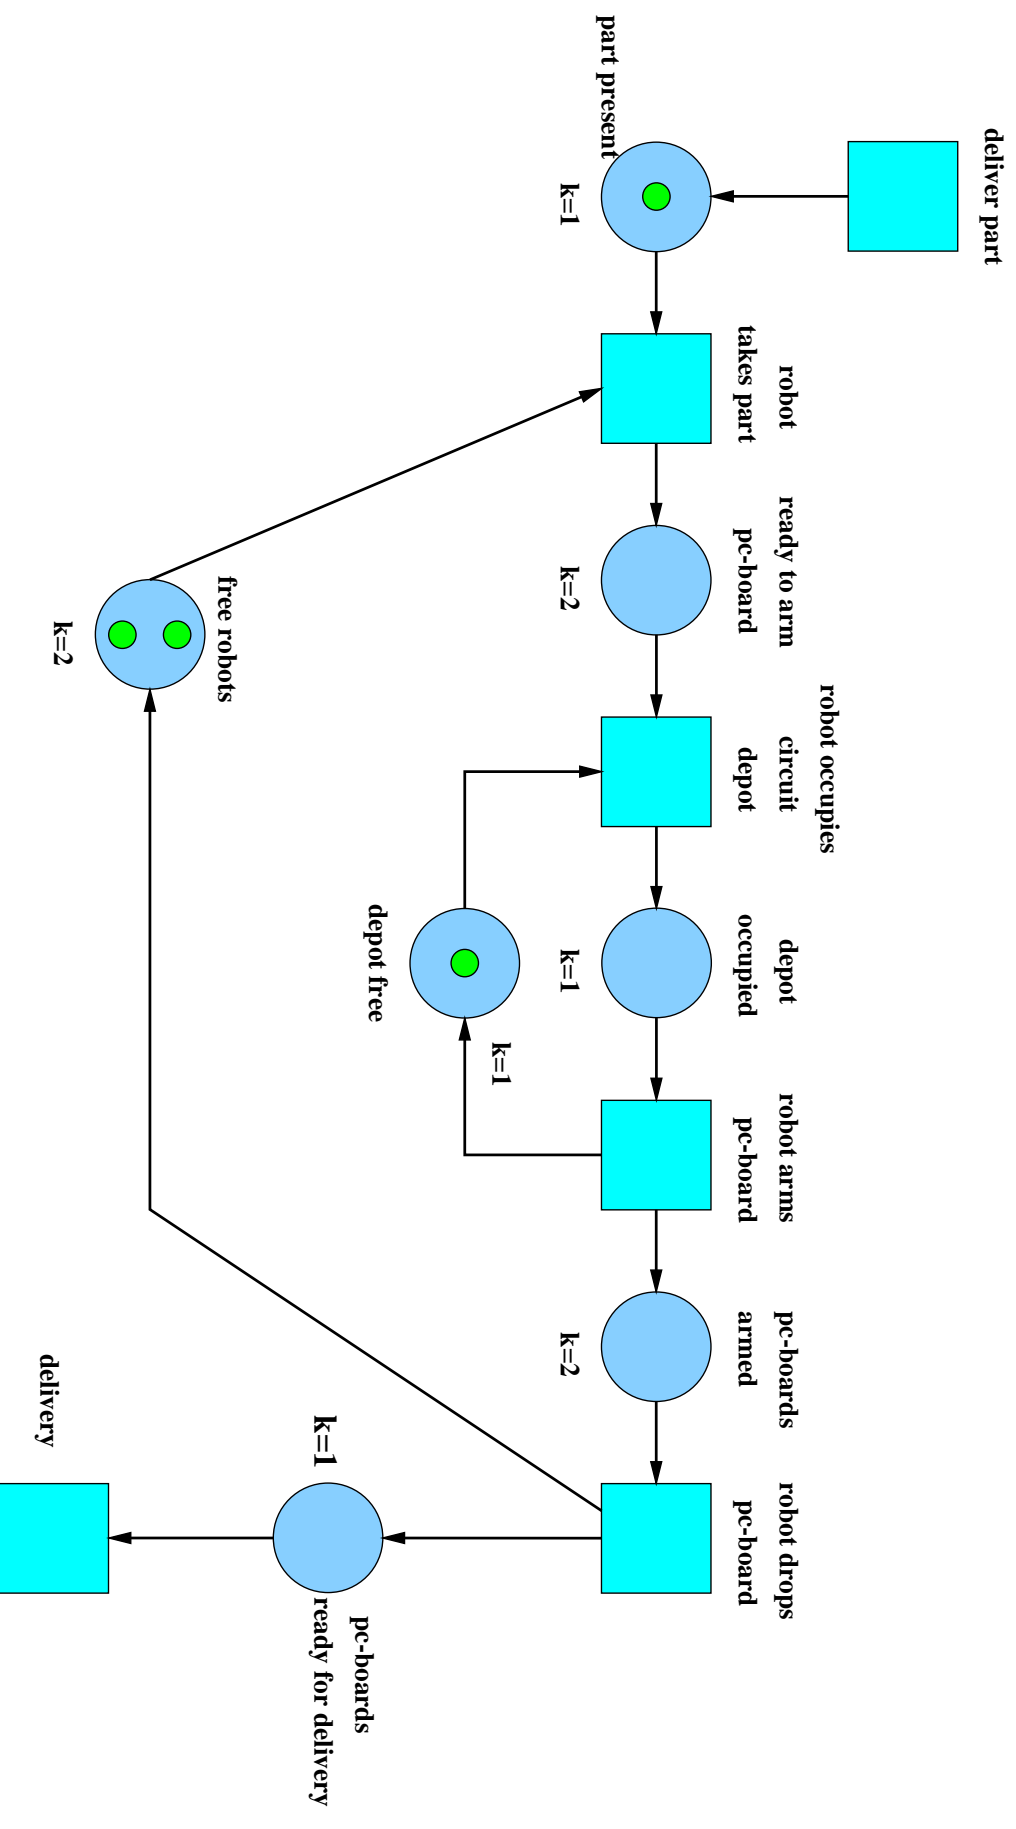 deliver part
part present
k=1
robot
takes part
ready to arm
pc-board
k=2
robot occupies
circuit
depot
depot
occupied
k=1
robot arms
pc-board
pc-boards
armed
k=2
robot drops
pc-board
depot free
k=1
free robots
k=2
k=1
pc-boards
ready for delivery
delivery